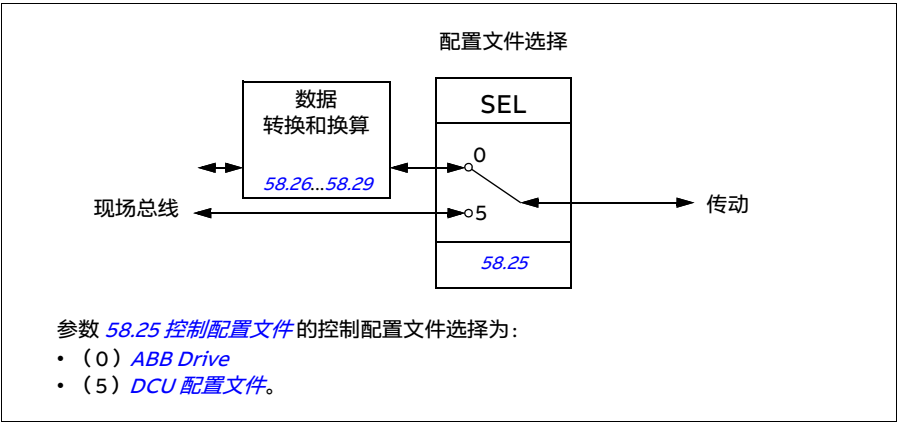 配置文件选择
数据
转换和换算
58.26...58.29
SEL
0
5
58.25
现场总线
传动
参数 58.25 控制配置文件 的控制配置文件选择为:
• （0）ABB Drive
• （5）DCU 配置文件。